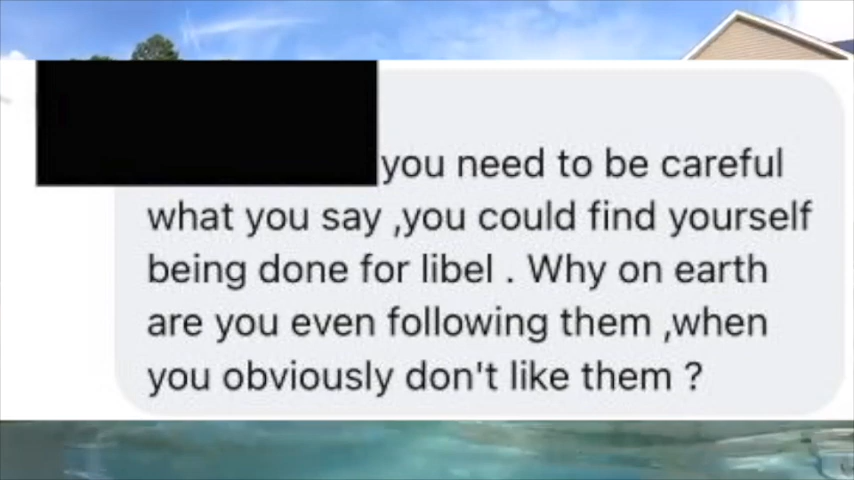 you need to be careful
what you say ,you could find yourself
being done for libel . Why on earth
are you even following them ,when
you obviously don't like them ?